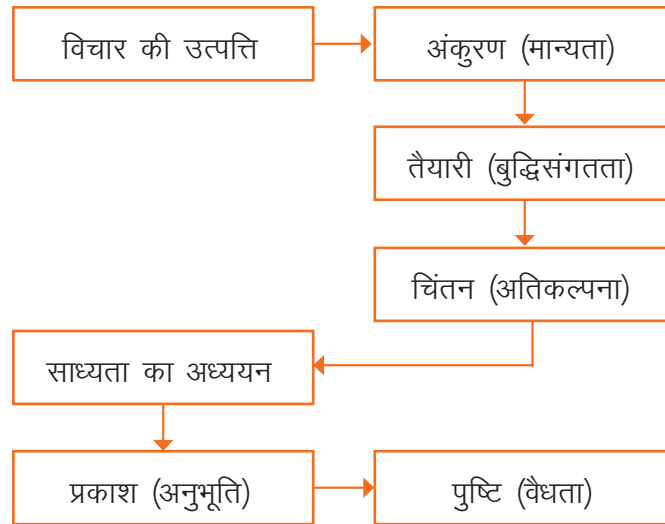 विचार की उत्पत्ति
अंकुरण (मान्यता)
तैयारी (बुद्धिसंगतता)
चिंतन (अतिकल्पना)
साध्यता का अध्ययन
प्रकाश (अनुभूति)
पुष्टि (वैधता)